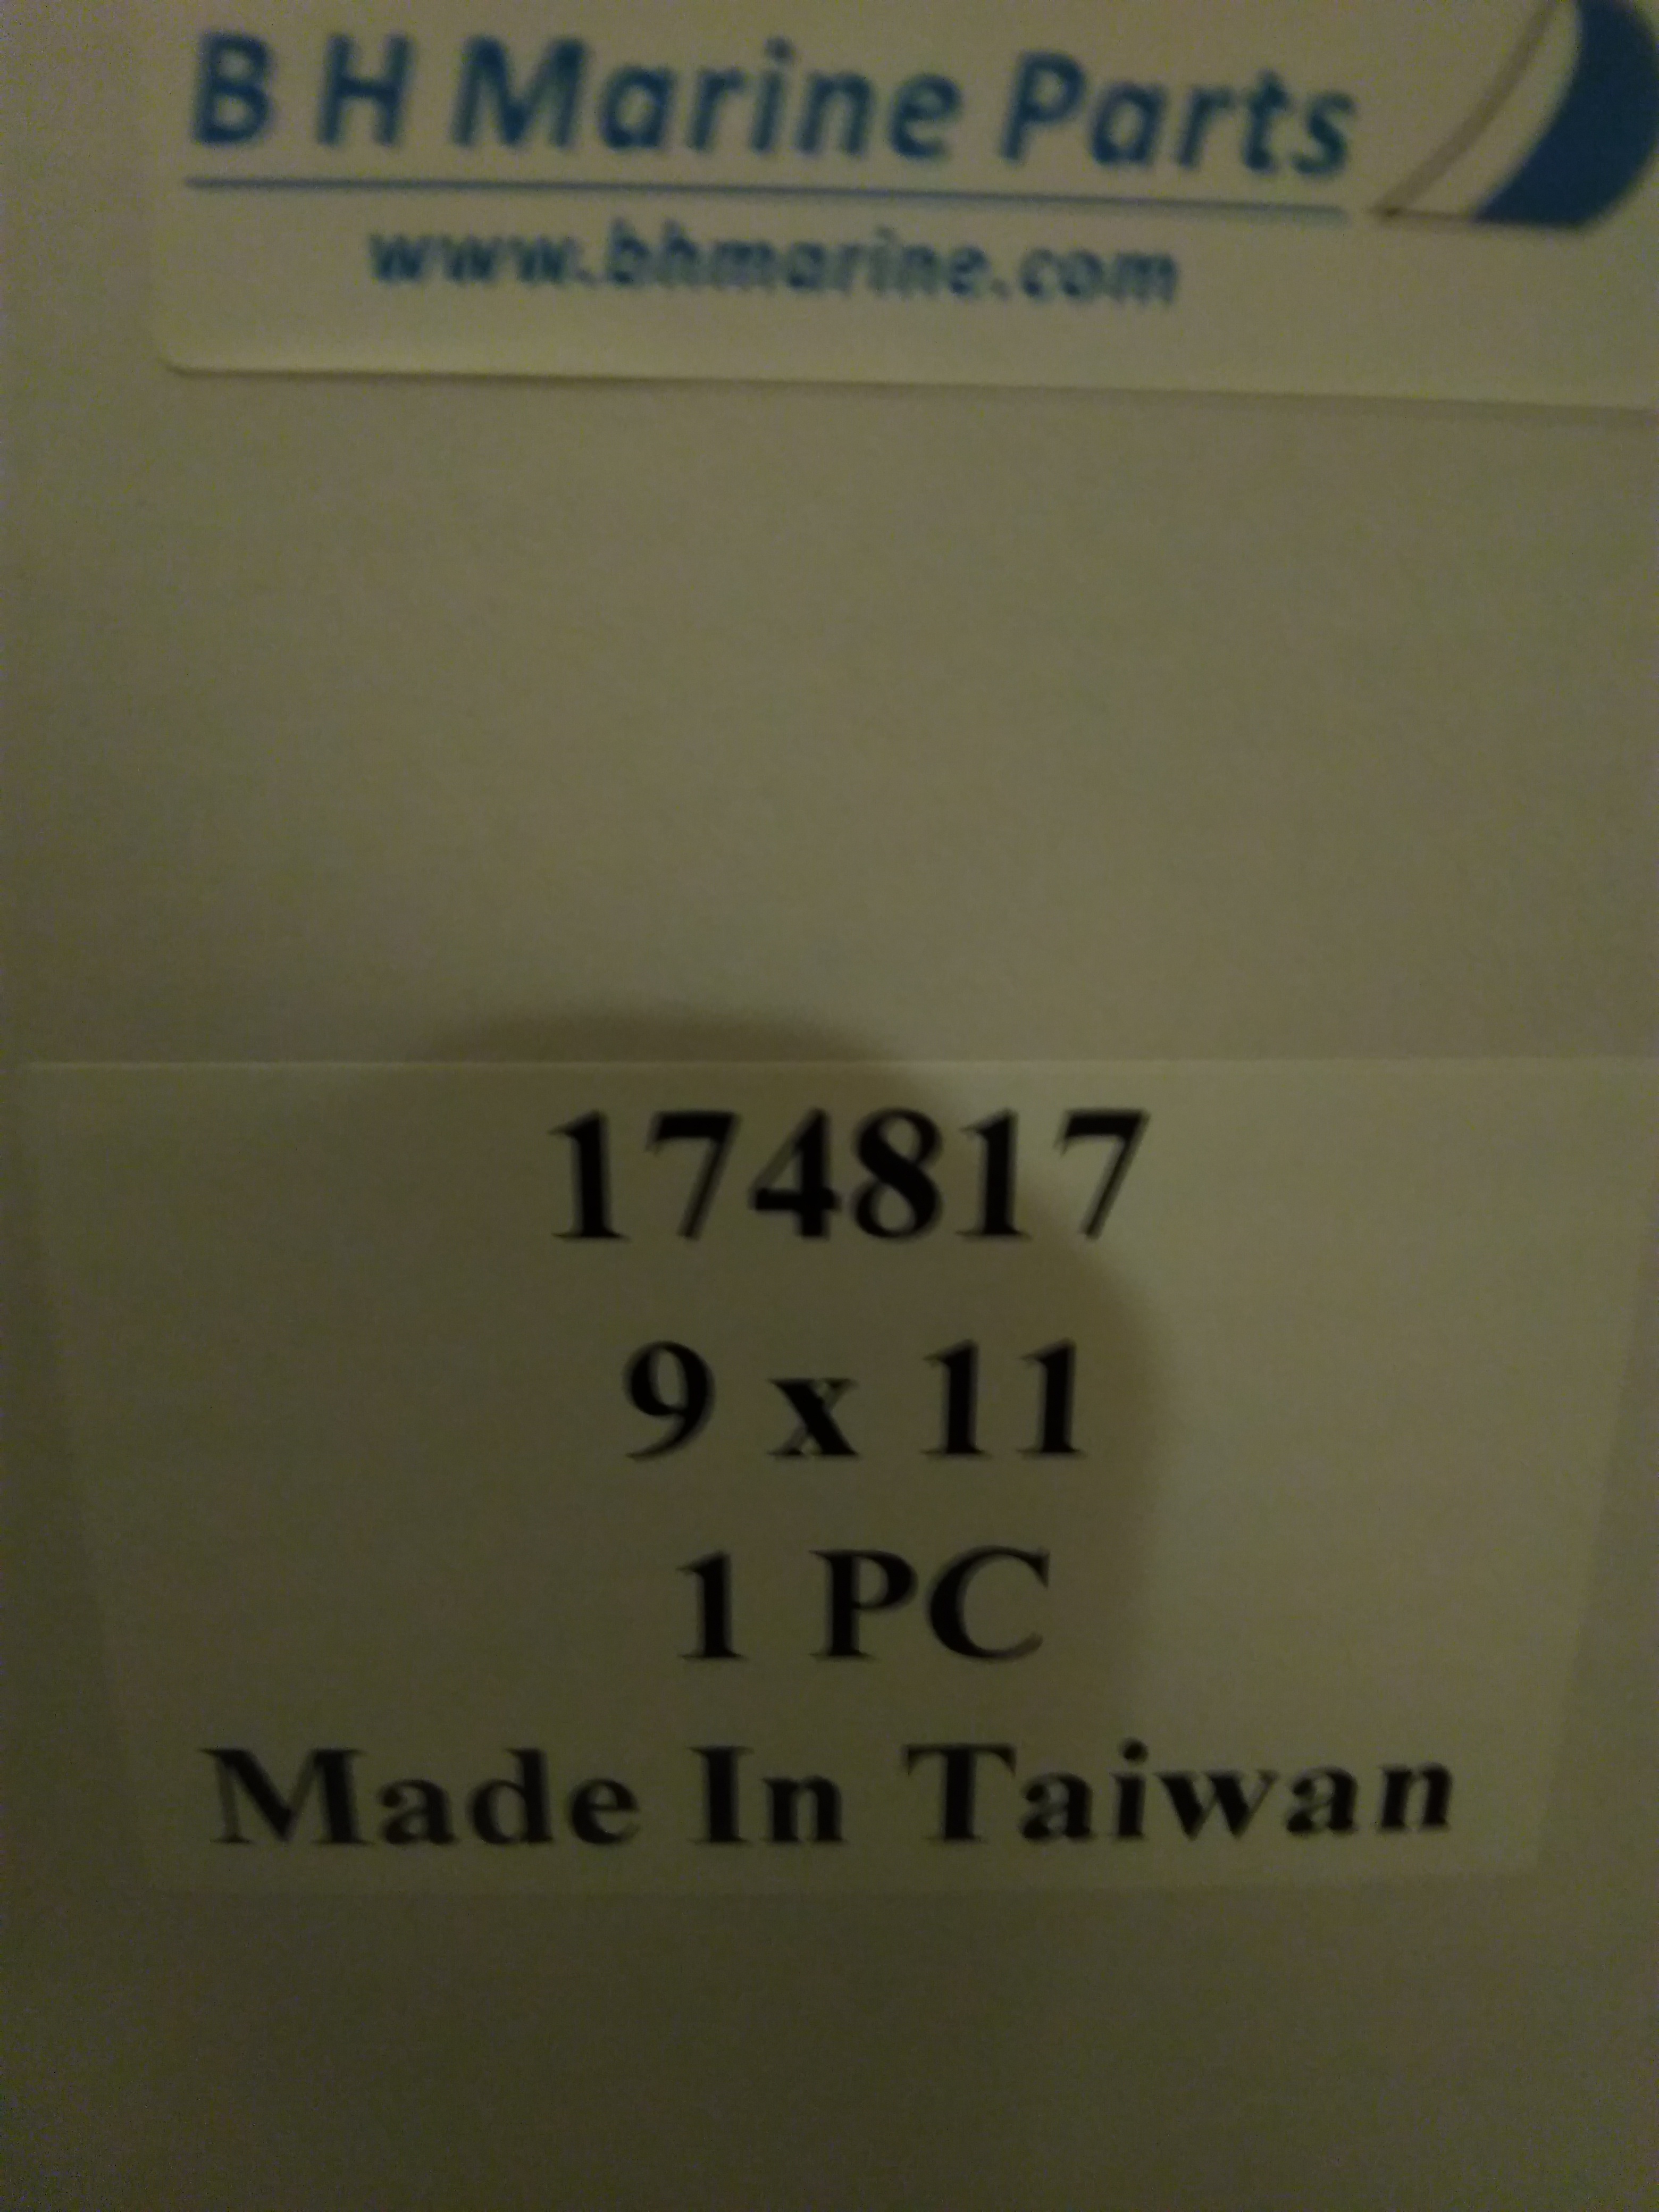 B H Marine Parts
www.bhmarine.com
174817
9 x 11
1 PC
Made In Taiwan